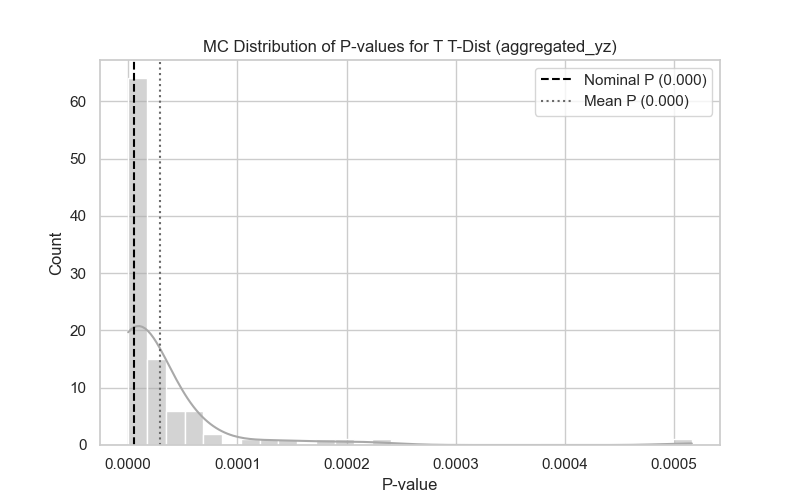 MC Distribution of P-values for T T-Dist (aggregated_yz)
Nominal P (0.000)
Mean P (0.000)
60
50
40
30
20
10
0
Count
0.0000
0.0001
0.0002
0.0003
0.0004
0.0005
P-value